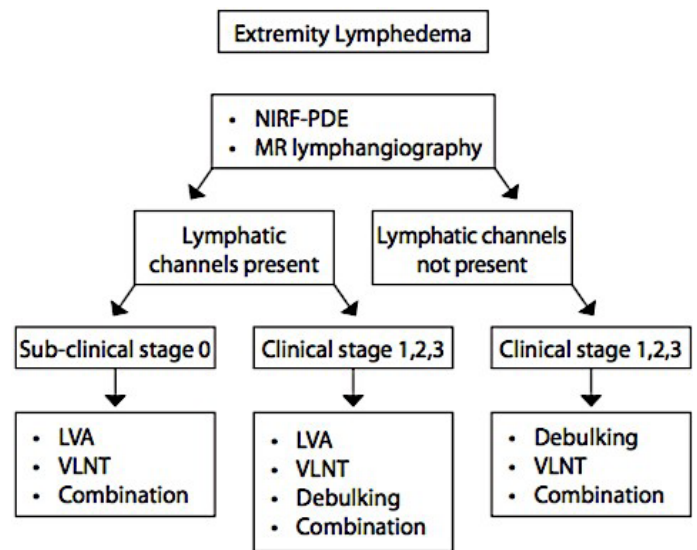 Extremity Lymphedema
• NIRF-PDE
• MR lymphangiography
Lymphatic
channels present
Lymphatic channels
not present
Sub-clinical stage 0
Clinical stage 1,2,3
Clinical stage 1,2,3
• LVA
• VLNT
• Combination
• LVA
• VLNT
• Debulking
• Combination
• Debulking
• VLNT
• Combination